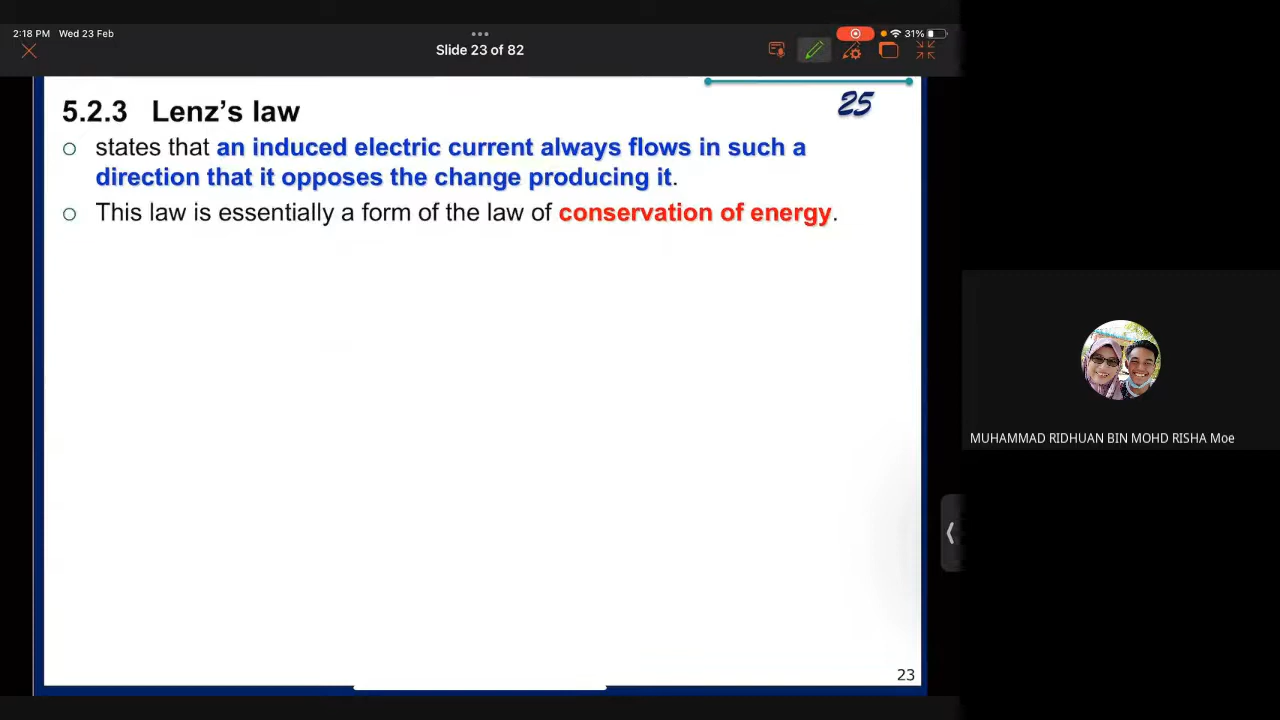 2:18 PM Wed 23 Feb
31%
Slide 23 of 82
25
5.2.3 Lenz's law
states that an induced electric current always flows in such a
direction that it opposes the change producing it.
This law is essentially a form of the law of conservation of energy.
MUHAMMAD RIDHUAN BIN MOHD RISHA Moe
23